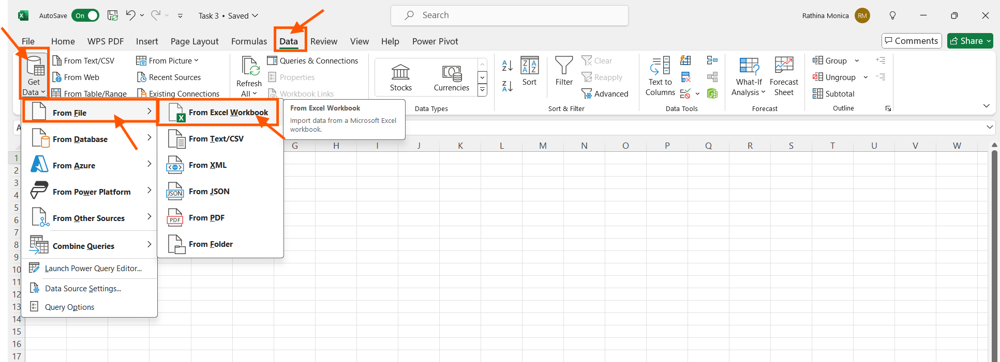 AutoSave On Task 3 • Saved Search Rathina Monica RM
File Home WPS PDF Insert Page Layout Formulas Data Review View Help Power Pivot Comments Share
Get Data
From Text/CSV
From Web
From Table/Range
From Picture
Recent Sources
Existing Connections
Refresh All
Queries & Connections
Properties
Workbook Links
Stocks
Currencies
Data Types
Sort
Filter
Clear
Reapply
Advanced
Sort & Filter
Text to Columns
Data Tools
What-If Analysis
Forecast Sheet
Forecast
Group
Ungroup
Subtotal
Outline
From File
From Database
From Azure
From Power Platform
From Other Sources
Combine Queries
Launch Power Query Editor...
Data Source Settings...
Query Options
From Excel Workbook
From Text/CSV
From XML
JSON From JSON
PDF From PDF
From Folder
From Excel Workbook
Import data from a Microsoft Excel
workbook.
A
G H I J K L M N O P Q R S T U V W
1
2
3
4
5
6
7
8
9
10
11
12
13
14
15
16
17